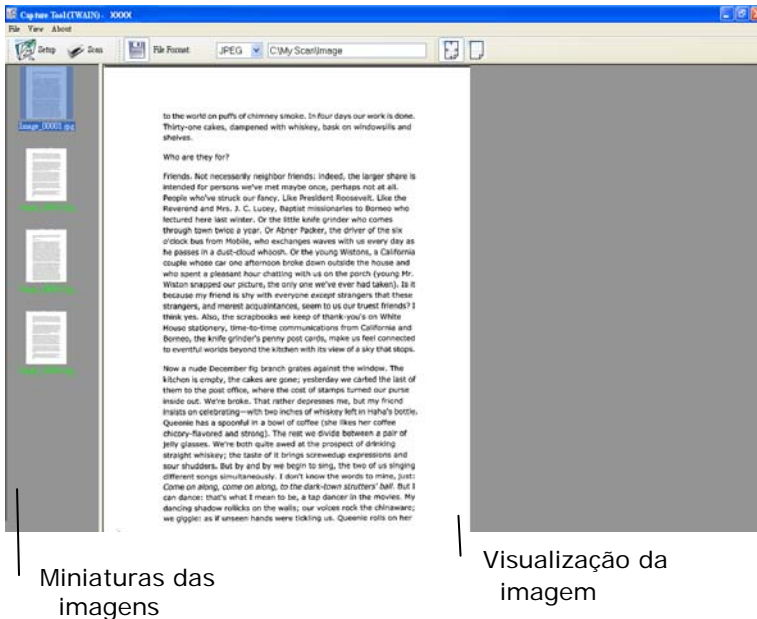 Capture Tool(TWAIN) - XXXX
File View About
Setup Scan File Format: JPEG C:\My Scan\Image
Image_00001.jpg
to the world on puffs of chimney smoke. In four days our work is done.
Thirty-one cakes, dampened with whiskey, bask on windowsills and
shelves.
Who are they for?
Friends. Not necessarily neighbor friends; indeed, the larger share is
intended for persons we've met maybe once, perhaps not at all.
People who've struck our fancy. Like President Roosevelt. Like the
Reverend and Mrs. J. C. Lucey, Baptist missionaries to Borneo who
lectured here last winter. Or the little knife grinder who comes
through town twice a year. Or Abner Packer, the driver of the six
o'clock bus from Mobile, who exchanges waves with us every day as
he passes in a dust-cloud whoosh. Or the young Wistons, a California
couple whose car one afternoon broke down outside the house and
who spent a pleasant hour chatting with us on the porch (young Mr.
Wiston snapped our picture, the only one we've ever had taken). Is it
because my friend is shy with everyone except strangers that these
strangers, and merest acquaintances, seem to us our truest friends? I
think yes. Also, the scrapbooks we keep of thank-you's on White
House stationery, time-to-time communications from California and
Borneo, the knife grinder's penny post cards, make us feel connected
to eventful worlds beyond the kitchen with its view of a sky that stops.
Now a nude December fig branch grates against the window. The
kitchen is empty, the cakes are gone; yesterday we carted the last of
them to the post office, where the cost of stamps turned our purse
inside out. We're broke. That rather depresses me, but my friend
insists on celebrating—with two inches of whiskey left in Haha's bottle.
Queenie has a spoonful in a bowl of coffee (she likes her coffee
chicory-flavored and strong). The rest we divide between a pair of
jelly glasses. We're both quite awed at the prospect of drinking
straight whiskey; the taste of it brings screwedup expressions and
sour shudders. But by and by we begin to sing, the two of us singing
different songs simultaneously. I don't know the words to mine, just:
Come on along, come on along, to the dark-town strutters' ball. But I
can dance: that's what I mean to be, a tap dancer in the movies. My
dancing shadow rollicks on the walls; our voices rock the chinaware;
we giggle: as if unseen hands were tickling us. Queenie rolls on her
Miniaturas das
imagens
Visualização da
imagem